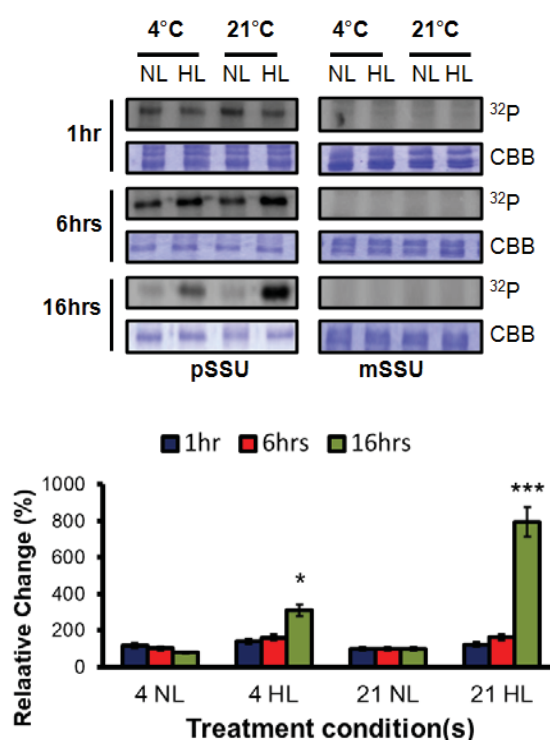 4°C 21°C 4°C 21°C
NL HL NL HL NL HL NL HL
1hr 32P
CBB
6hrs 32P
CBB
16hrs 32P
CBB
pSSU mSSU
1hr 6hrs 16hrs
Relaative Change (%)
1000
800
600
400
200
0
*
***
4 NL 4 HL 21 NL 21 HL
Treatment condition(s)